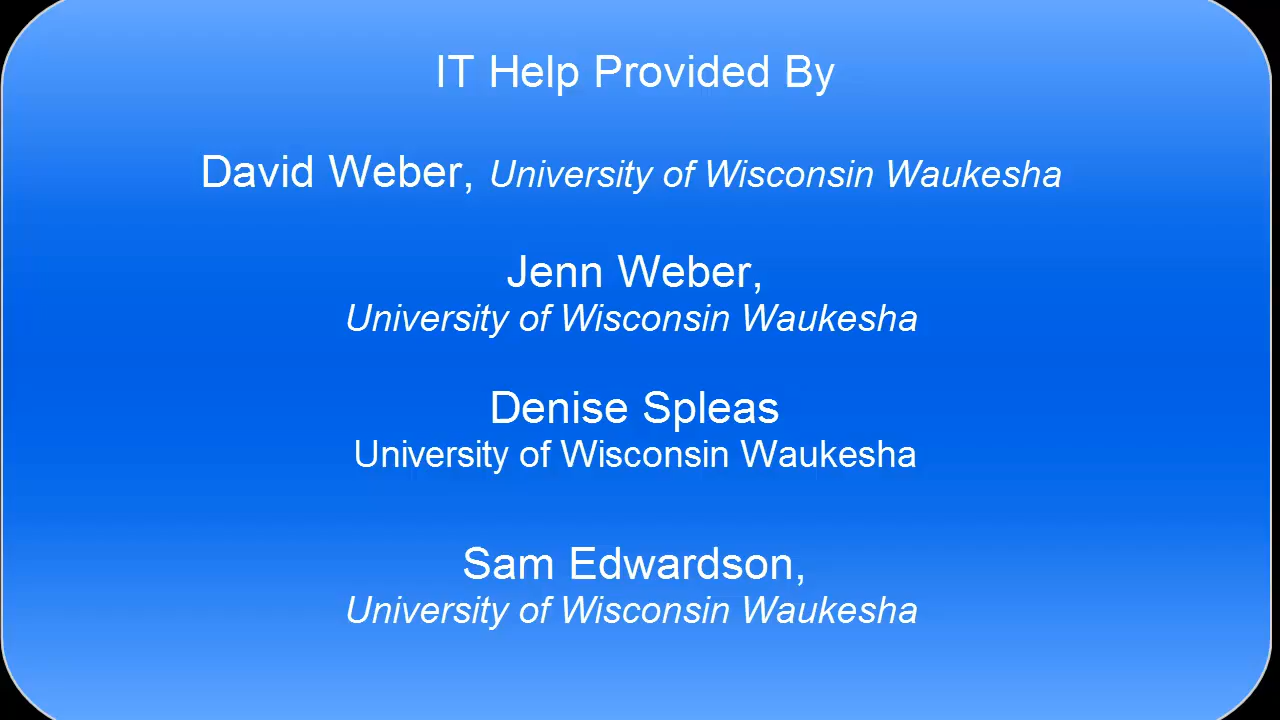 IT Help Provided By
David Weber, University of Wisconsin Waukesha
Jenn Weber,
University of Wisconsin Waukesha
Denise Spleas
University of Wisconsin Waukesha
Sam Edwardson,
University of Wisconsin Waukesha